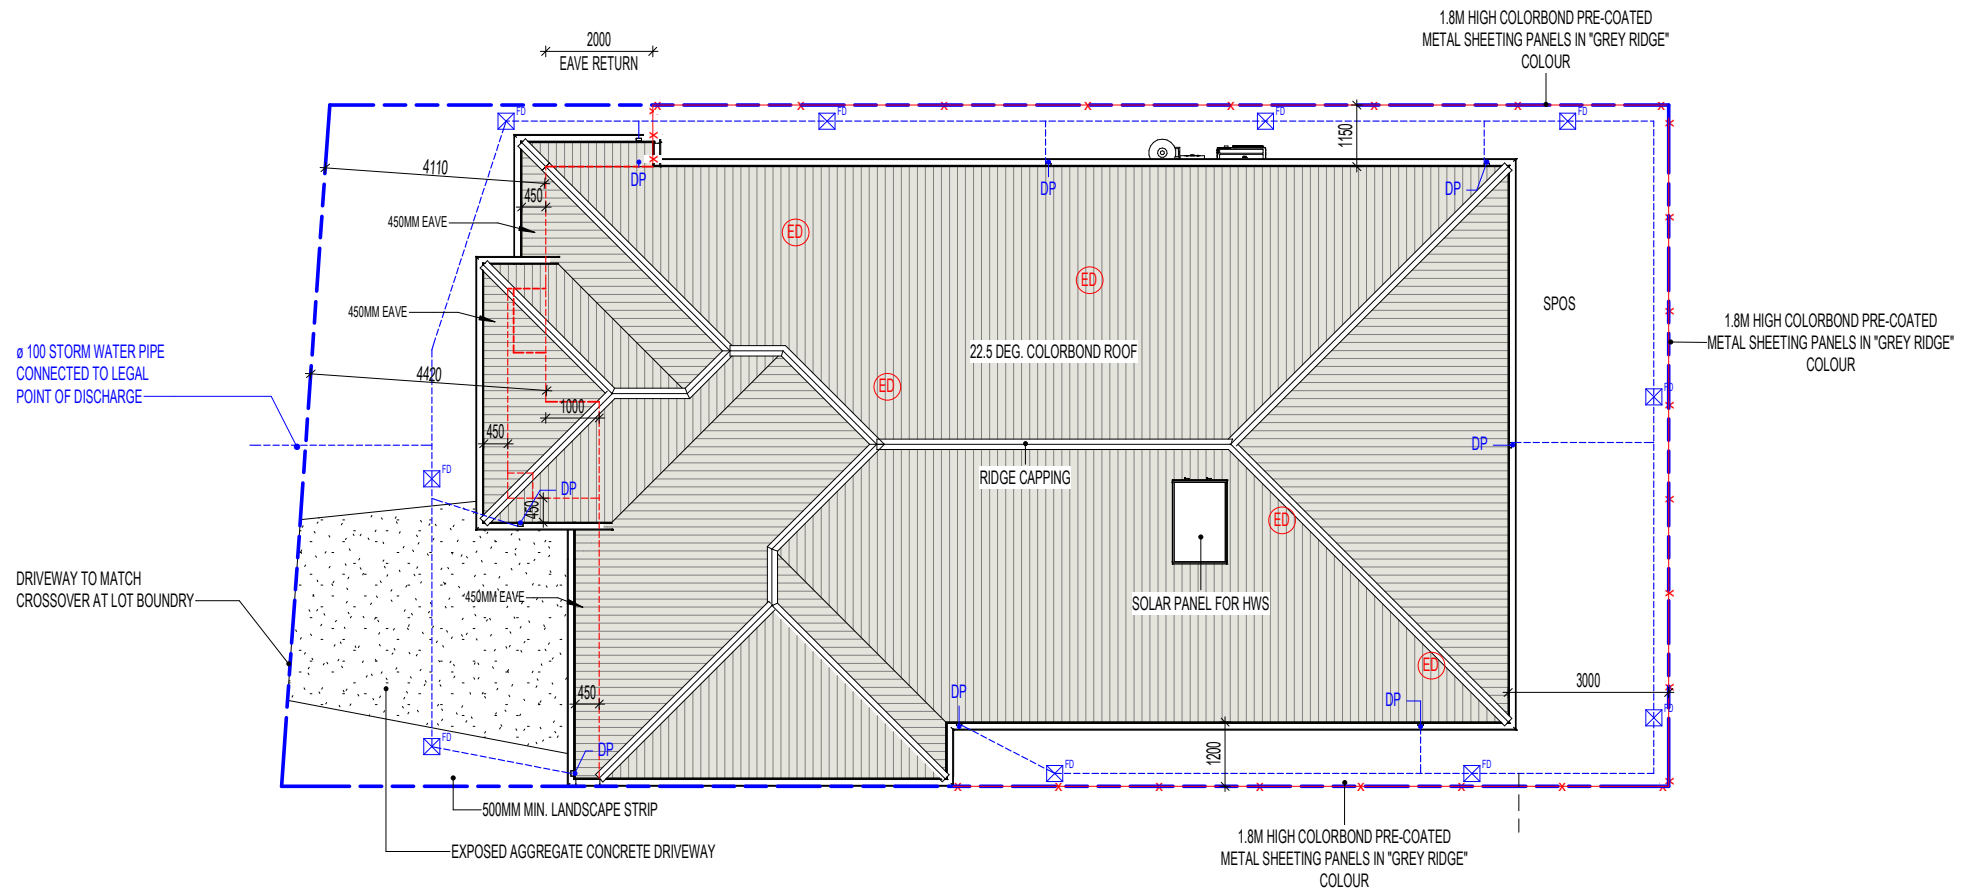 1.8M HIGH COLORBOND PRE-COATED
METAL SHEETING PANELS IN "GREY RIDGE"
COLOUR
2000
EAVE RETURN
FD
FD
FD
FD
1150
4110
DP
DP
DP
450
450MM EAVE
ED
ED
SPOS
450MM EAVE
1.8M HIGH COLORBOND PRE-COATED
METAL SHEETING PANELS IN "GREY RIDGE"
COLOUR
ø 100 STORM WATER PIPE
CONNECTED TO LEGAL
POINT OF DISCHARGE
22.5 DEG. COLORBOND ROOF
4420
ED
FD
1000
450
DP
FD
RIDGE CAPPING
DP
450
ED
DRIVEWAY TO MATCH
CROSSOVER AT LOT BOUNDRY
450MM EAVE
SOLAR PANEL FOR HWS
ED
3000
450
DP
DP
FD
FD
DP
1200
FD
FD
500MM MIN. LANDSCAPE STRIP
EXPOSED AGGREGATE CONCRETE DRIVEWAY
1.8M HIGH COLORBOND PRE-COATED
METAL SHEETING PANELS IN "GREY RIDGE"
COLOUR